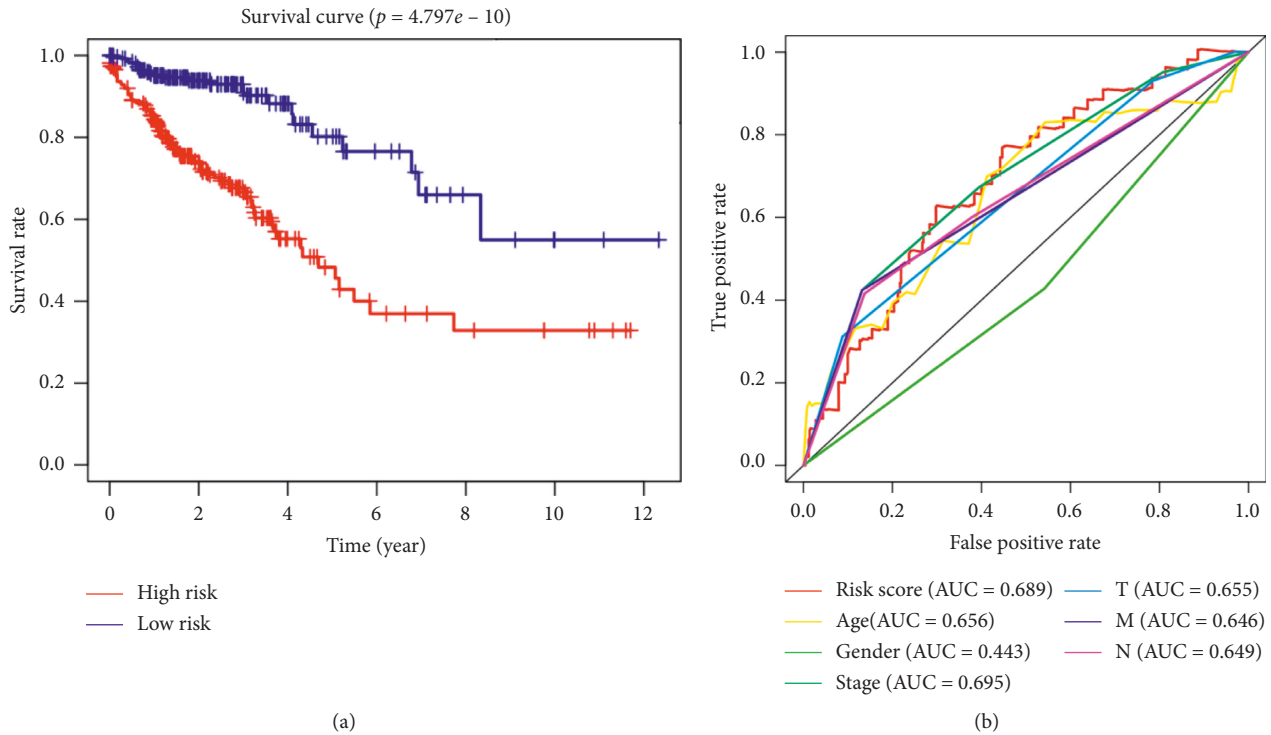 Survival curve (p = 4.797e – 10)
1.0
0.8
0.6
0.4
0.2
0.0
Survival rate
0 2 4 6 8 10 12
Time (year)
High risk
Low risk
(a)
1.0
0.8
0.6
0.4
0.2
0.0
True positive rate
0.0 0.2 0.4 0.6 0.8 1.0
False positive rate
Risk score (AUC = 0.689)
Age(AUC = 0.656)
Gender (AUC = 0.443)
Stage (AUC = 0.695)
T (AUC = 0.655)
M (AUC = 0.646)
N (AUC = 0.649)
(b)